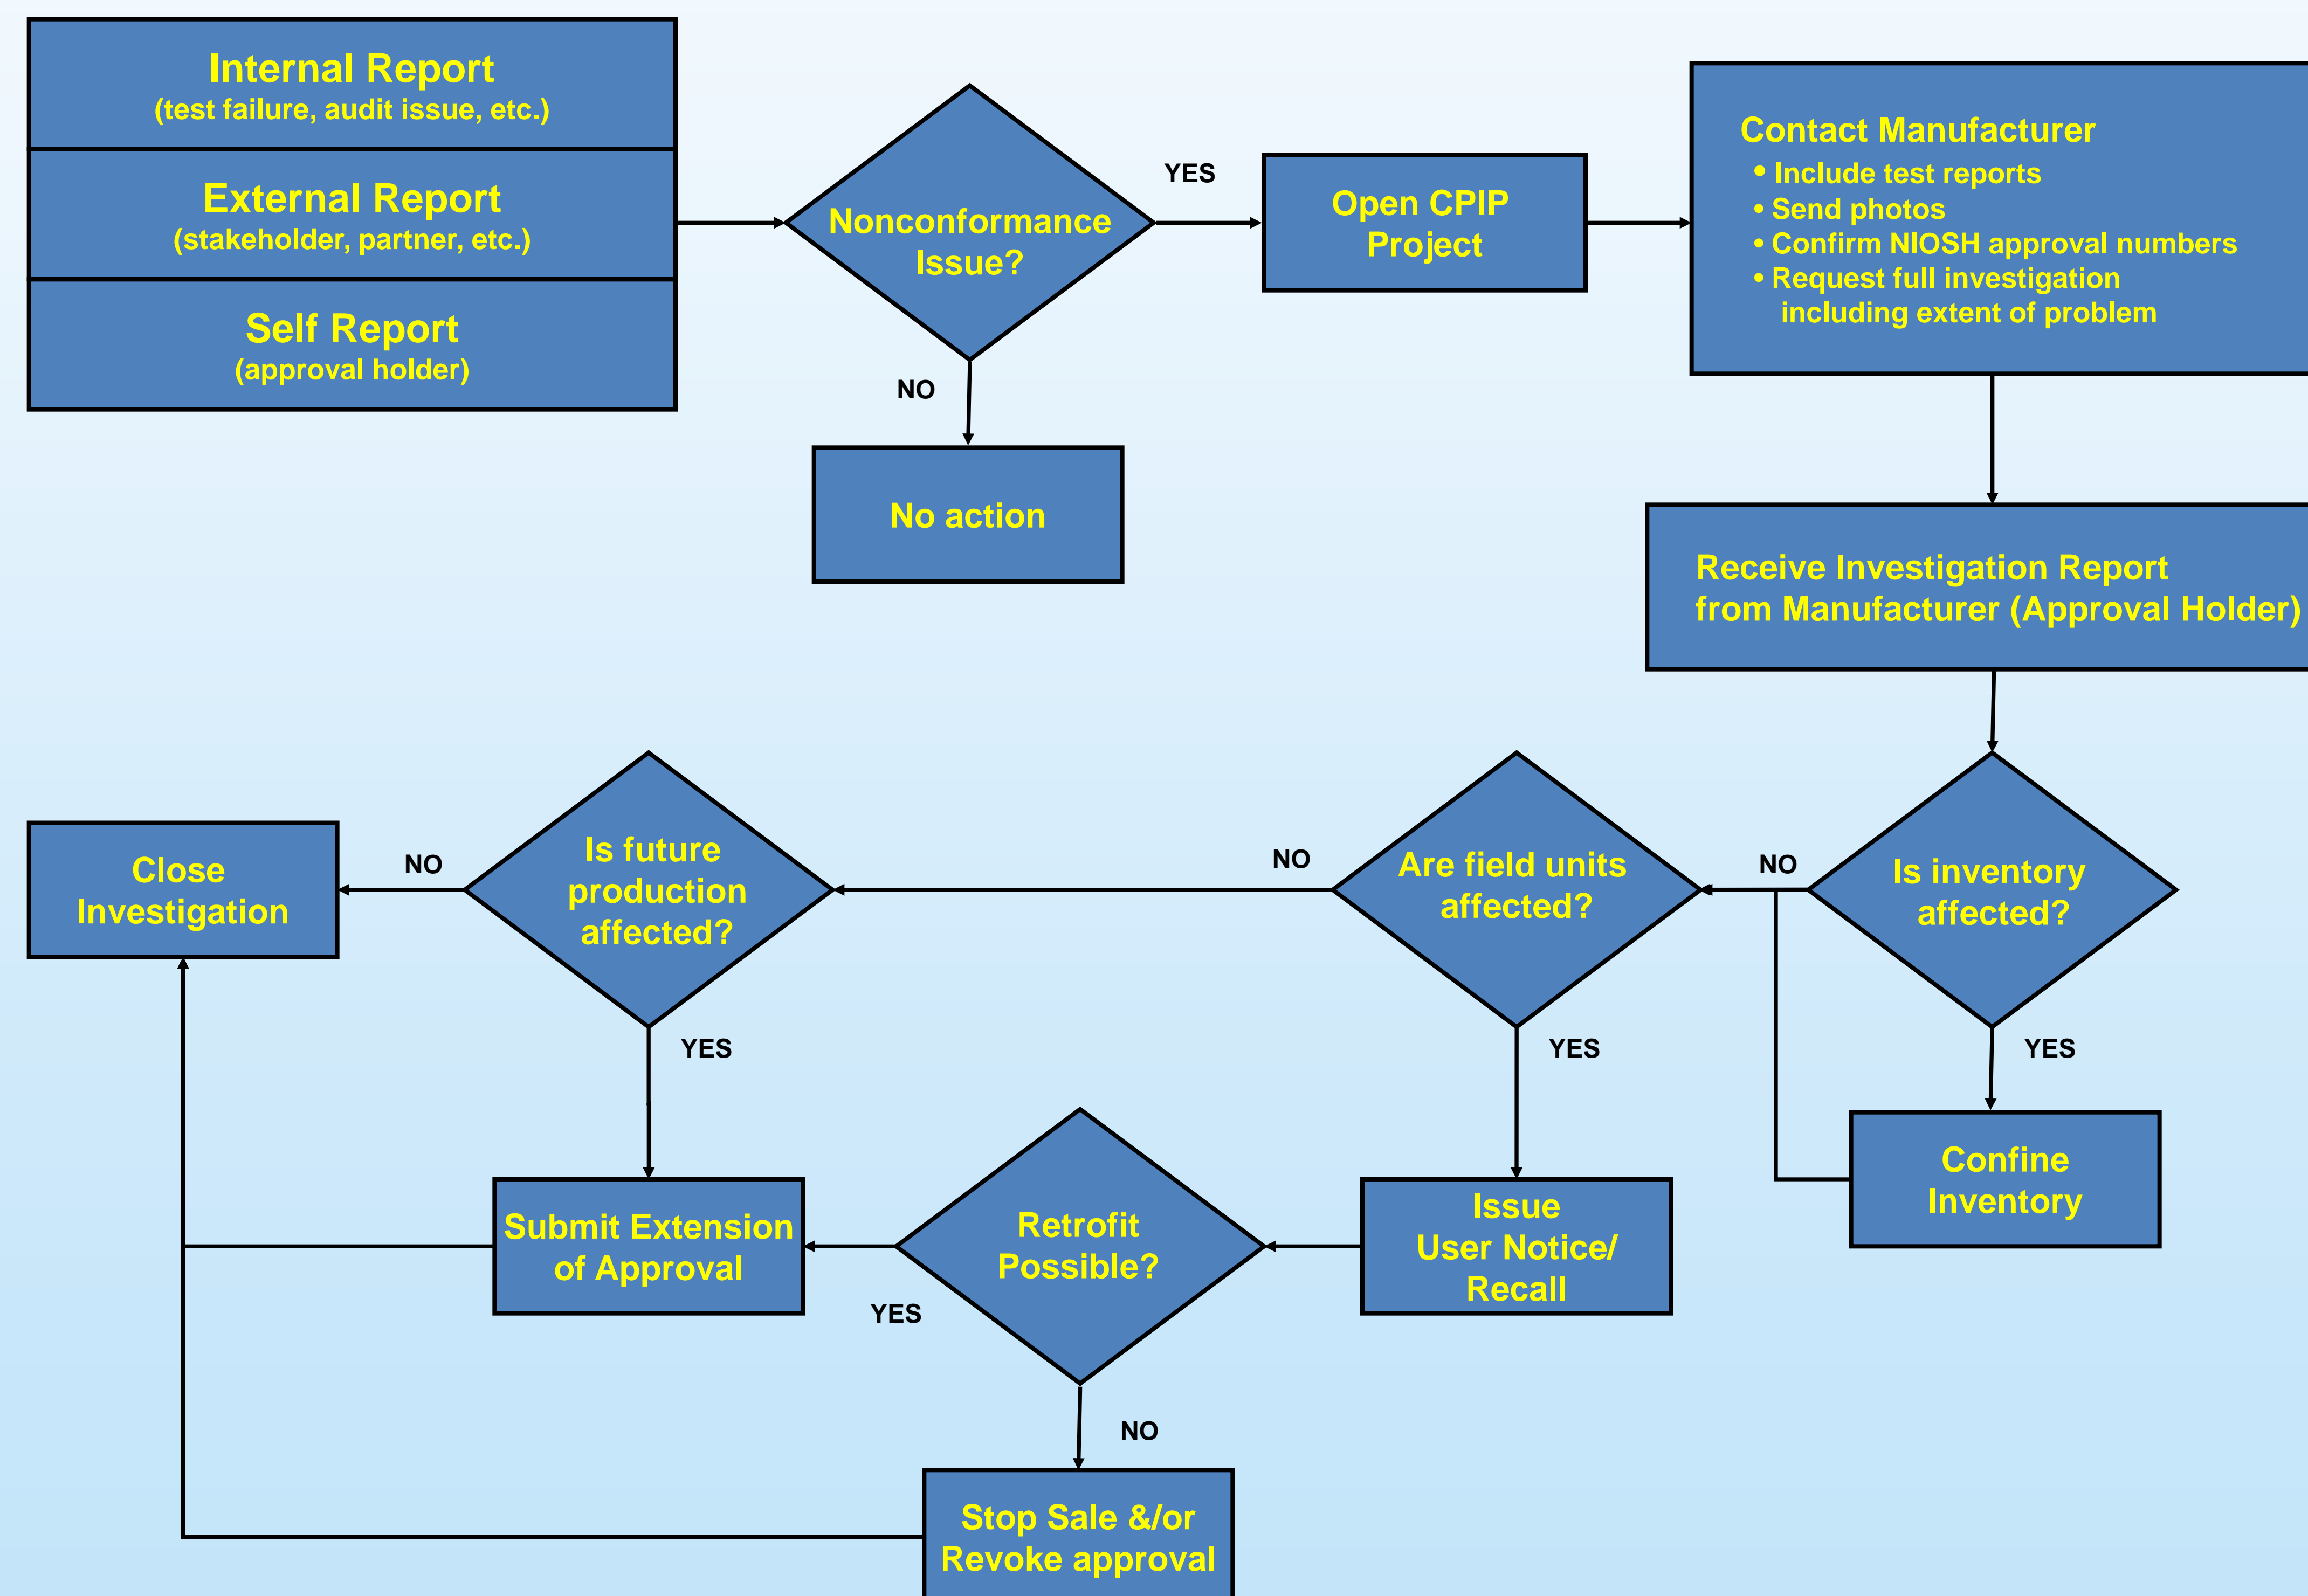 Internal Report
(test failure, audit issue, etc.)
External Report
(stakeholder, partner, etc.)
Self Report
(approval holder)
Nonconformance
Issue?
YES
NO
No action
Open CPIP
Project
Contact Manufacturer
• Include test reports
• Send photos
• Confirm NIOSH approval numbers
• Request full investigation
including extent of problem
Receive Investigation Report
from Manufacturer (Approval Holder)
Is inventory
affected?
NO
YES
Confine
Inventory
Are field units
affected?
NO
YES
Issue
User Notice/
Recall
Is future
production
affected?
NO
YES
Close
Investigation
Submit Extension
of Approval
Retrofit
Possible?
YES
NO
Stop Sale &/or
Revoke approval